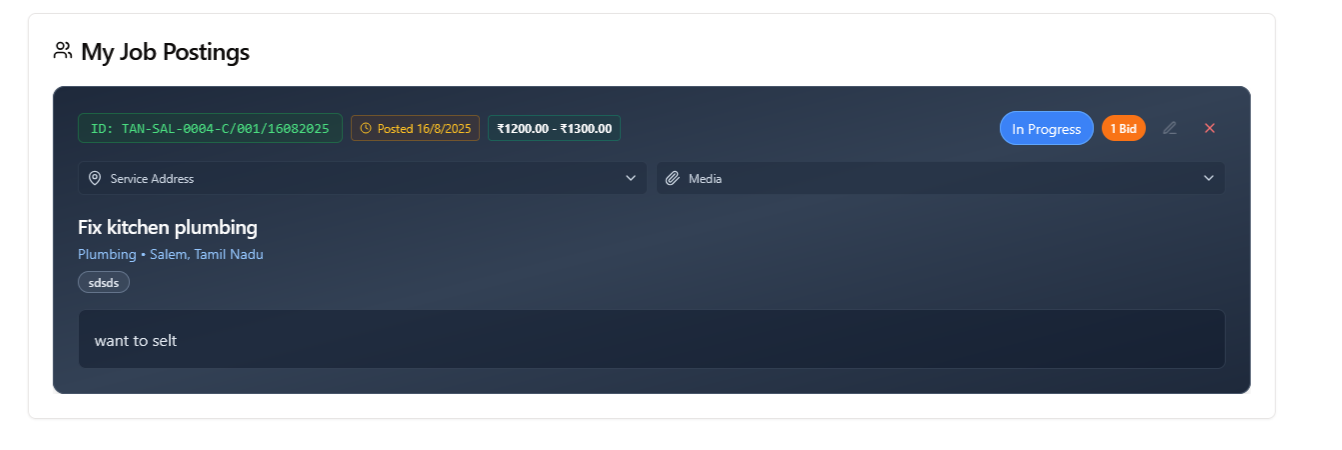 My Job Postings
ID: TAN-SAL-0004-C/001/16082025 Posted 16/8/2025 ₹1200.00 - ₹1300.00 In Progress 1 Bid
Service Address Media
Fix kitchen plumbing
Plumbing • Salem, Tamil Nadu
sdsds
want to selt